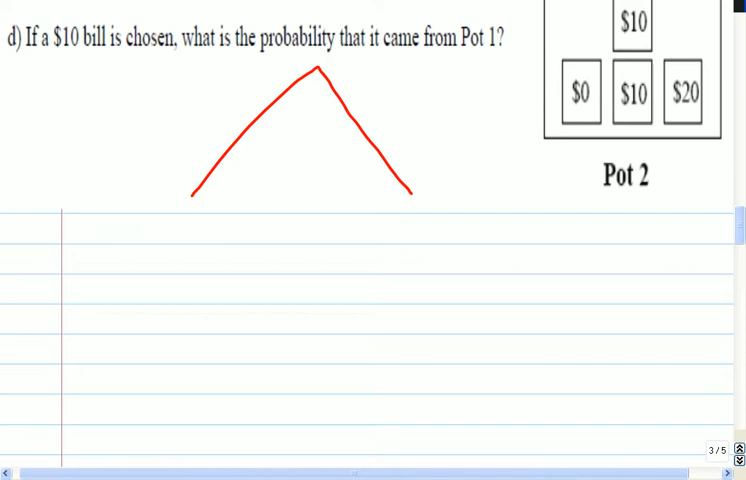 $10
d) If a $10 bill is chosen, what is the probability that it came from Pot 1?
$0 $10 $20
Pot 2
3 / 5